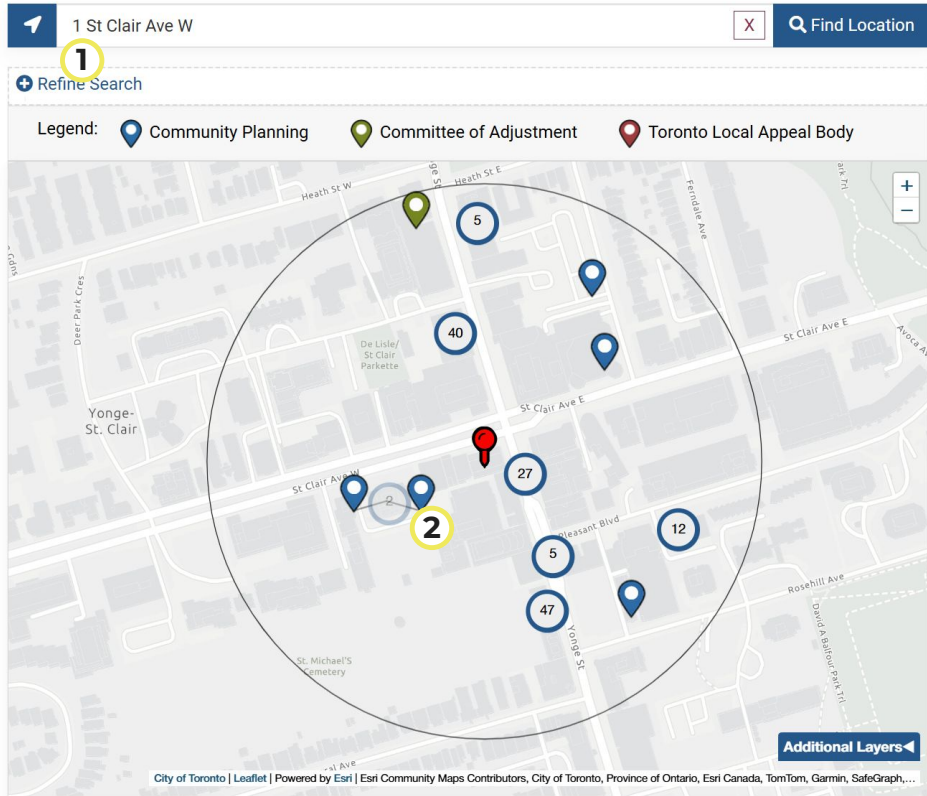 1 St Clair Ave W
X
Find Location
1
Refine Search
Legend:
Community Planning
Committee of Adjustment
Toronto Local Appeal Body
+
−
Heath St W
Heath St E
Ferndale Ave
5
Deer Park Cres
40
De Lisle/
St Clair
Parkette
St Clair Ave E
Yonge-
St. Clair
St Clair Ave E
St Clair Ave W
27
2
2
Pleasant Blvd
12
5
Rosehill Ave
47
Yonge St
David A Balfour Park Trl
St. Michael'S
Cemetery
Additional Layers
City of Toronto | Leaflet | Powered by Esri | Esri Community Maps Contributors, City of Toronto, Province of Ontario, Esri Canada, TomTom, Garmin, SafeGraph,...